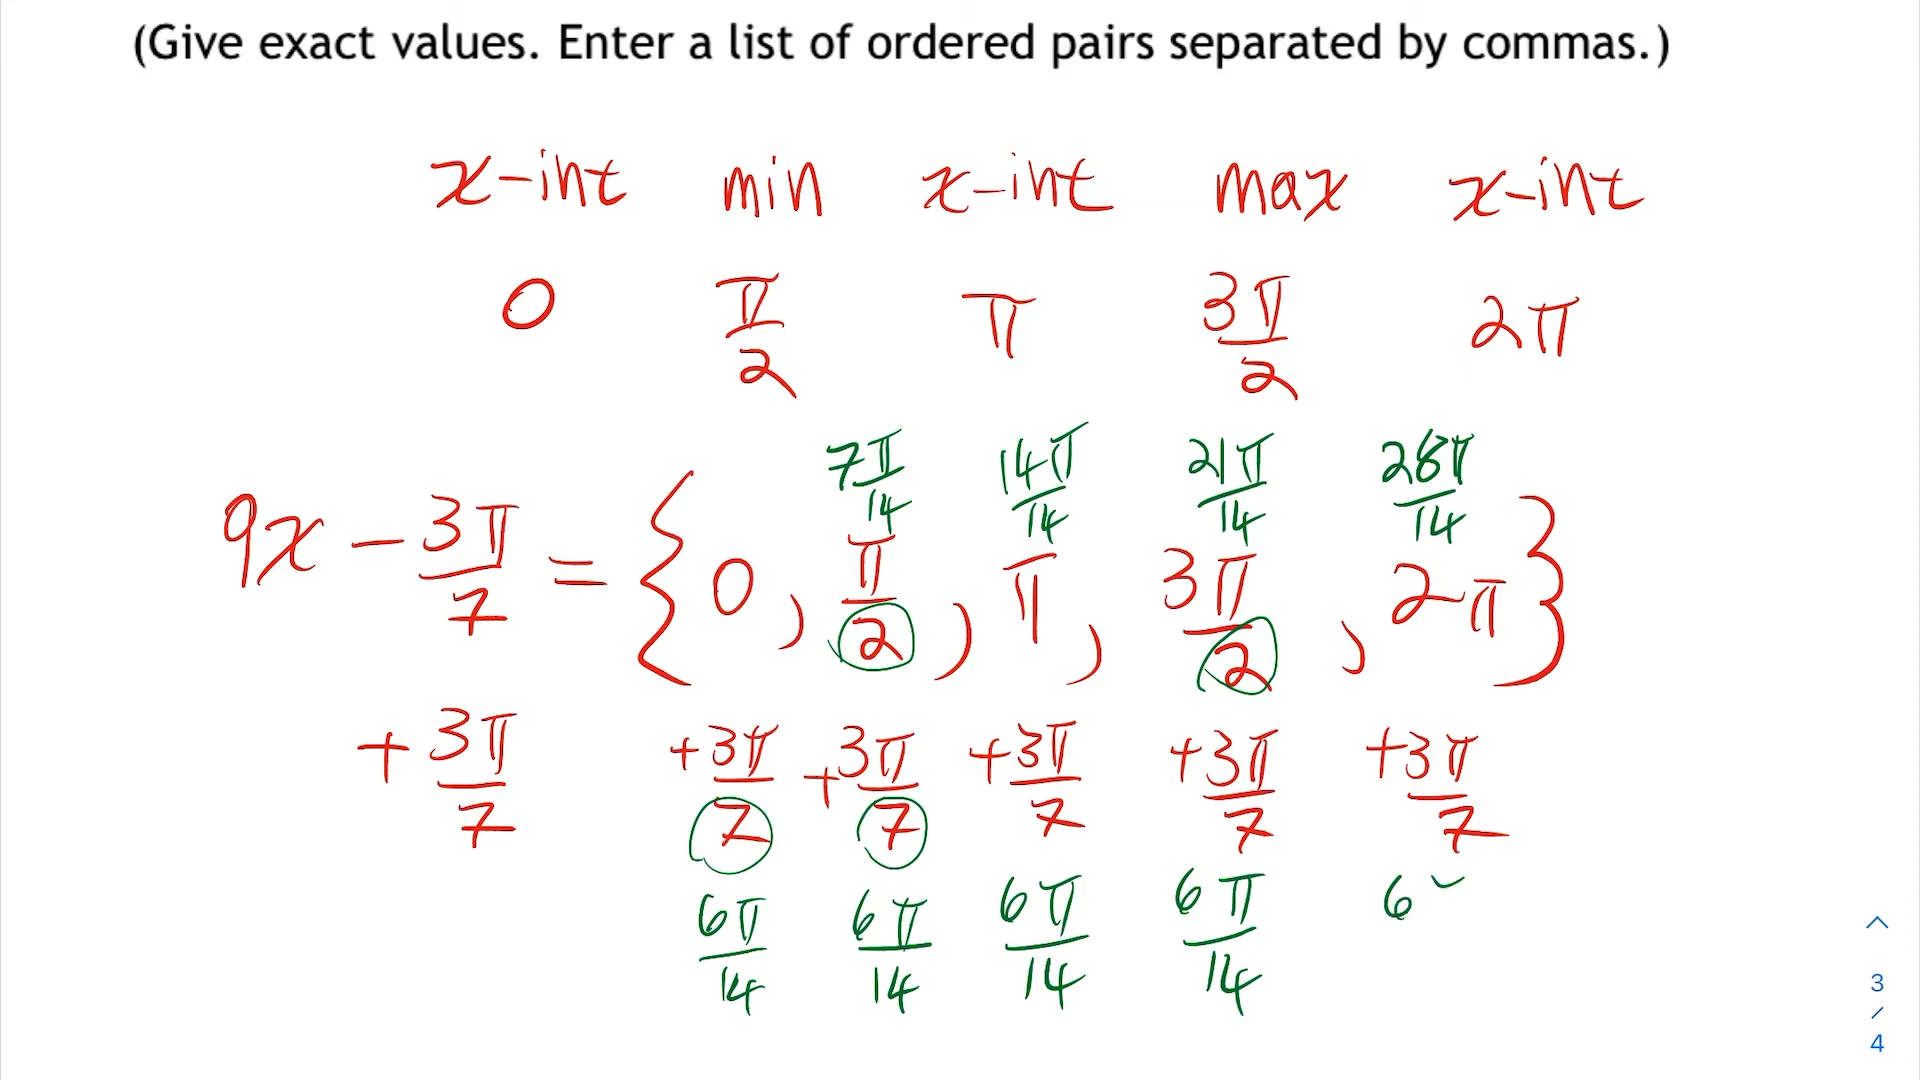 (Give exact values. Enter a list of ordered pairs separated by commas.)
x-int min x-int max x-int
0 π/2 π 3π/2 2π
7π/14 14π/14 21π/14 28π/14
9x - 3π/7 = {0, π/2, π, 3π/2, 2π}
+ 3π/7 +3π/7 +3π/7 +3π/7 +3π/7 +3π/7
6π/14 6π/14 6π/14 6π/14 6
3
/
4